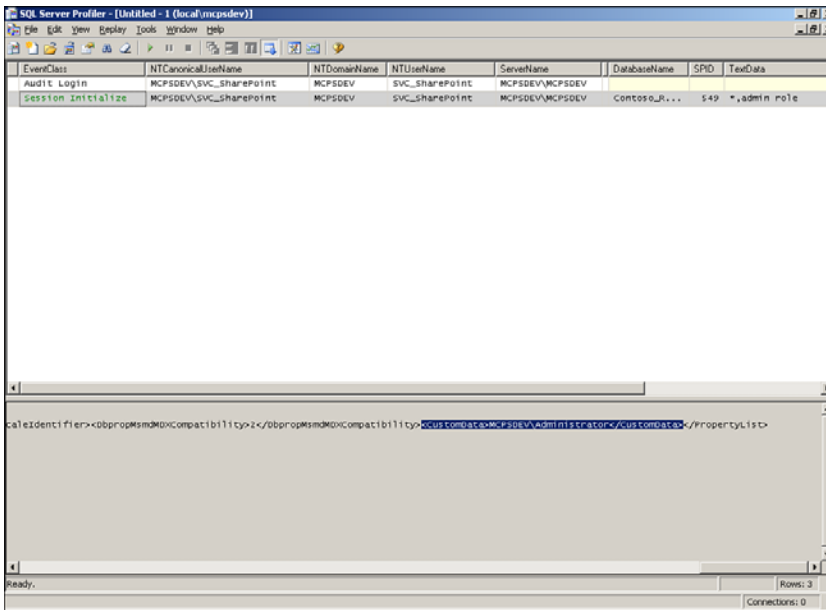 SQL Server Profiler - [Untitled - 1 (local\mcpsdev)]
File Edit View Replay Tools Window Help
EventClass NTCanonicalUserName NTDomainName NTUserName ServerName DatabaseName SPID TextData
Audit Login MCPSDEV\SVC_SharePoint MCPSDEV SVC_SharePoint MCPSDEV\MCPSDEV
Session Initialize MCPSDEV\SVC_SharePoint MCPSDEV SVC_SharePoint MCPSDEV\MCPSDEV Contoso_R... 549 *,admin role
caleIdentifier><DbpropMsmdMDXCompatibility>2</DbpropMsmdMDXCompatibility><CustomData>MCPSDEV\Administrator</CustomData></PropertyList>
Ready. Rows: 3
Connections: 0